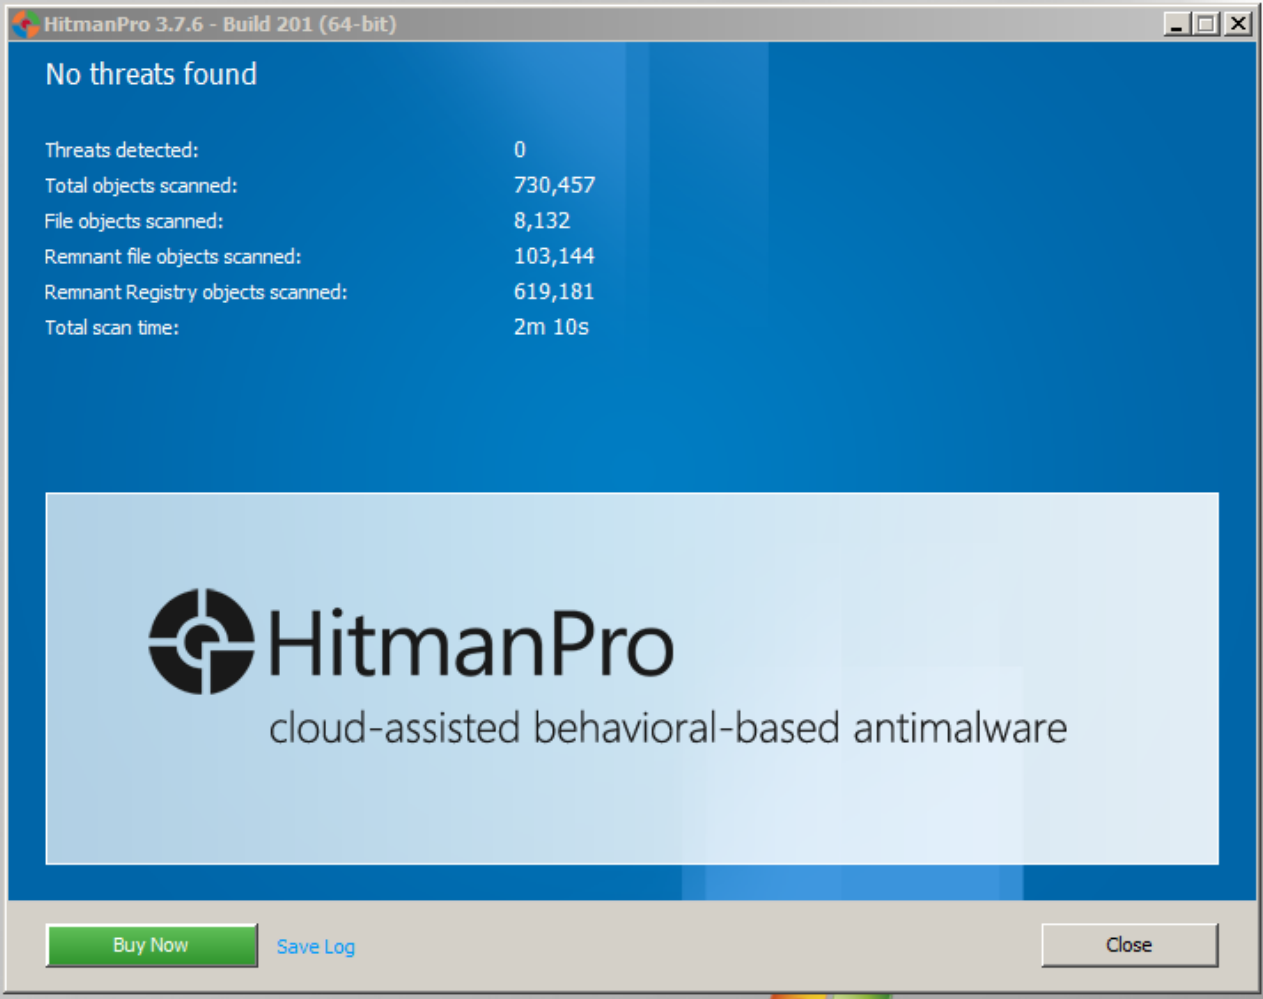 HitmanPro 3.7.6 - Build 201 (64-bit)
No threats found
Threats detected: 0
Total objects scanned: 730,457
File objects scanned: 8,132
Remnant file objects scanned: 103,144
Remnant Registry objects scanned: 619,181
Total scan time: 2m 10s
HitmanPro
cloud-assisted behavioral-based antimalware
Buy Now Save Log Close